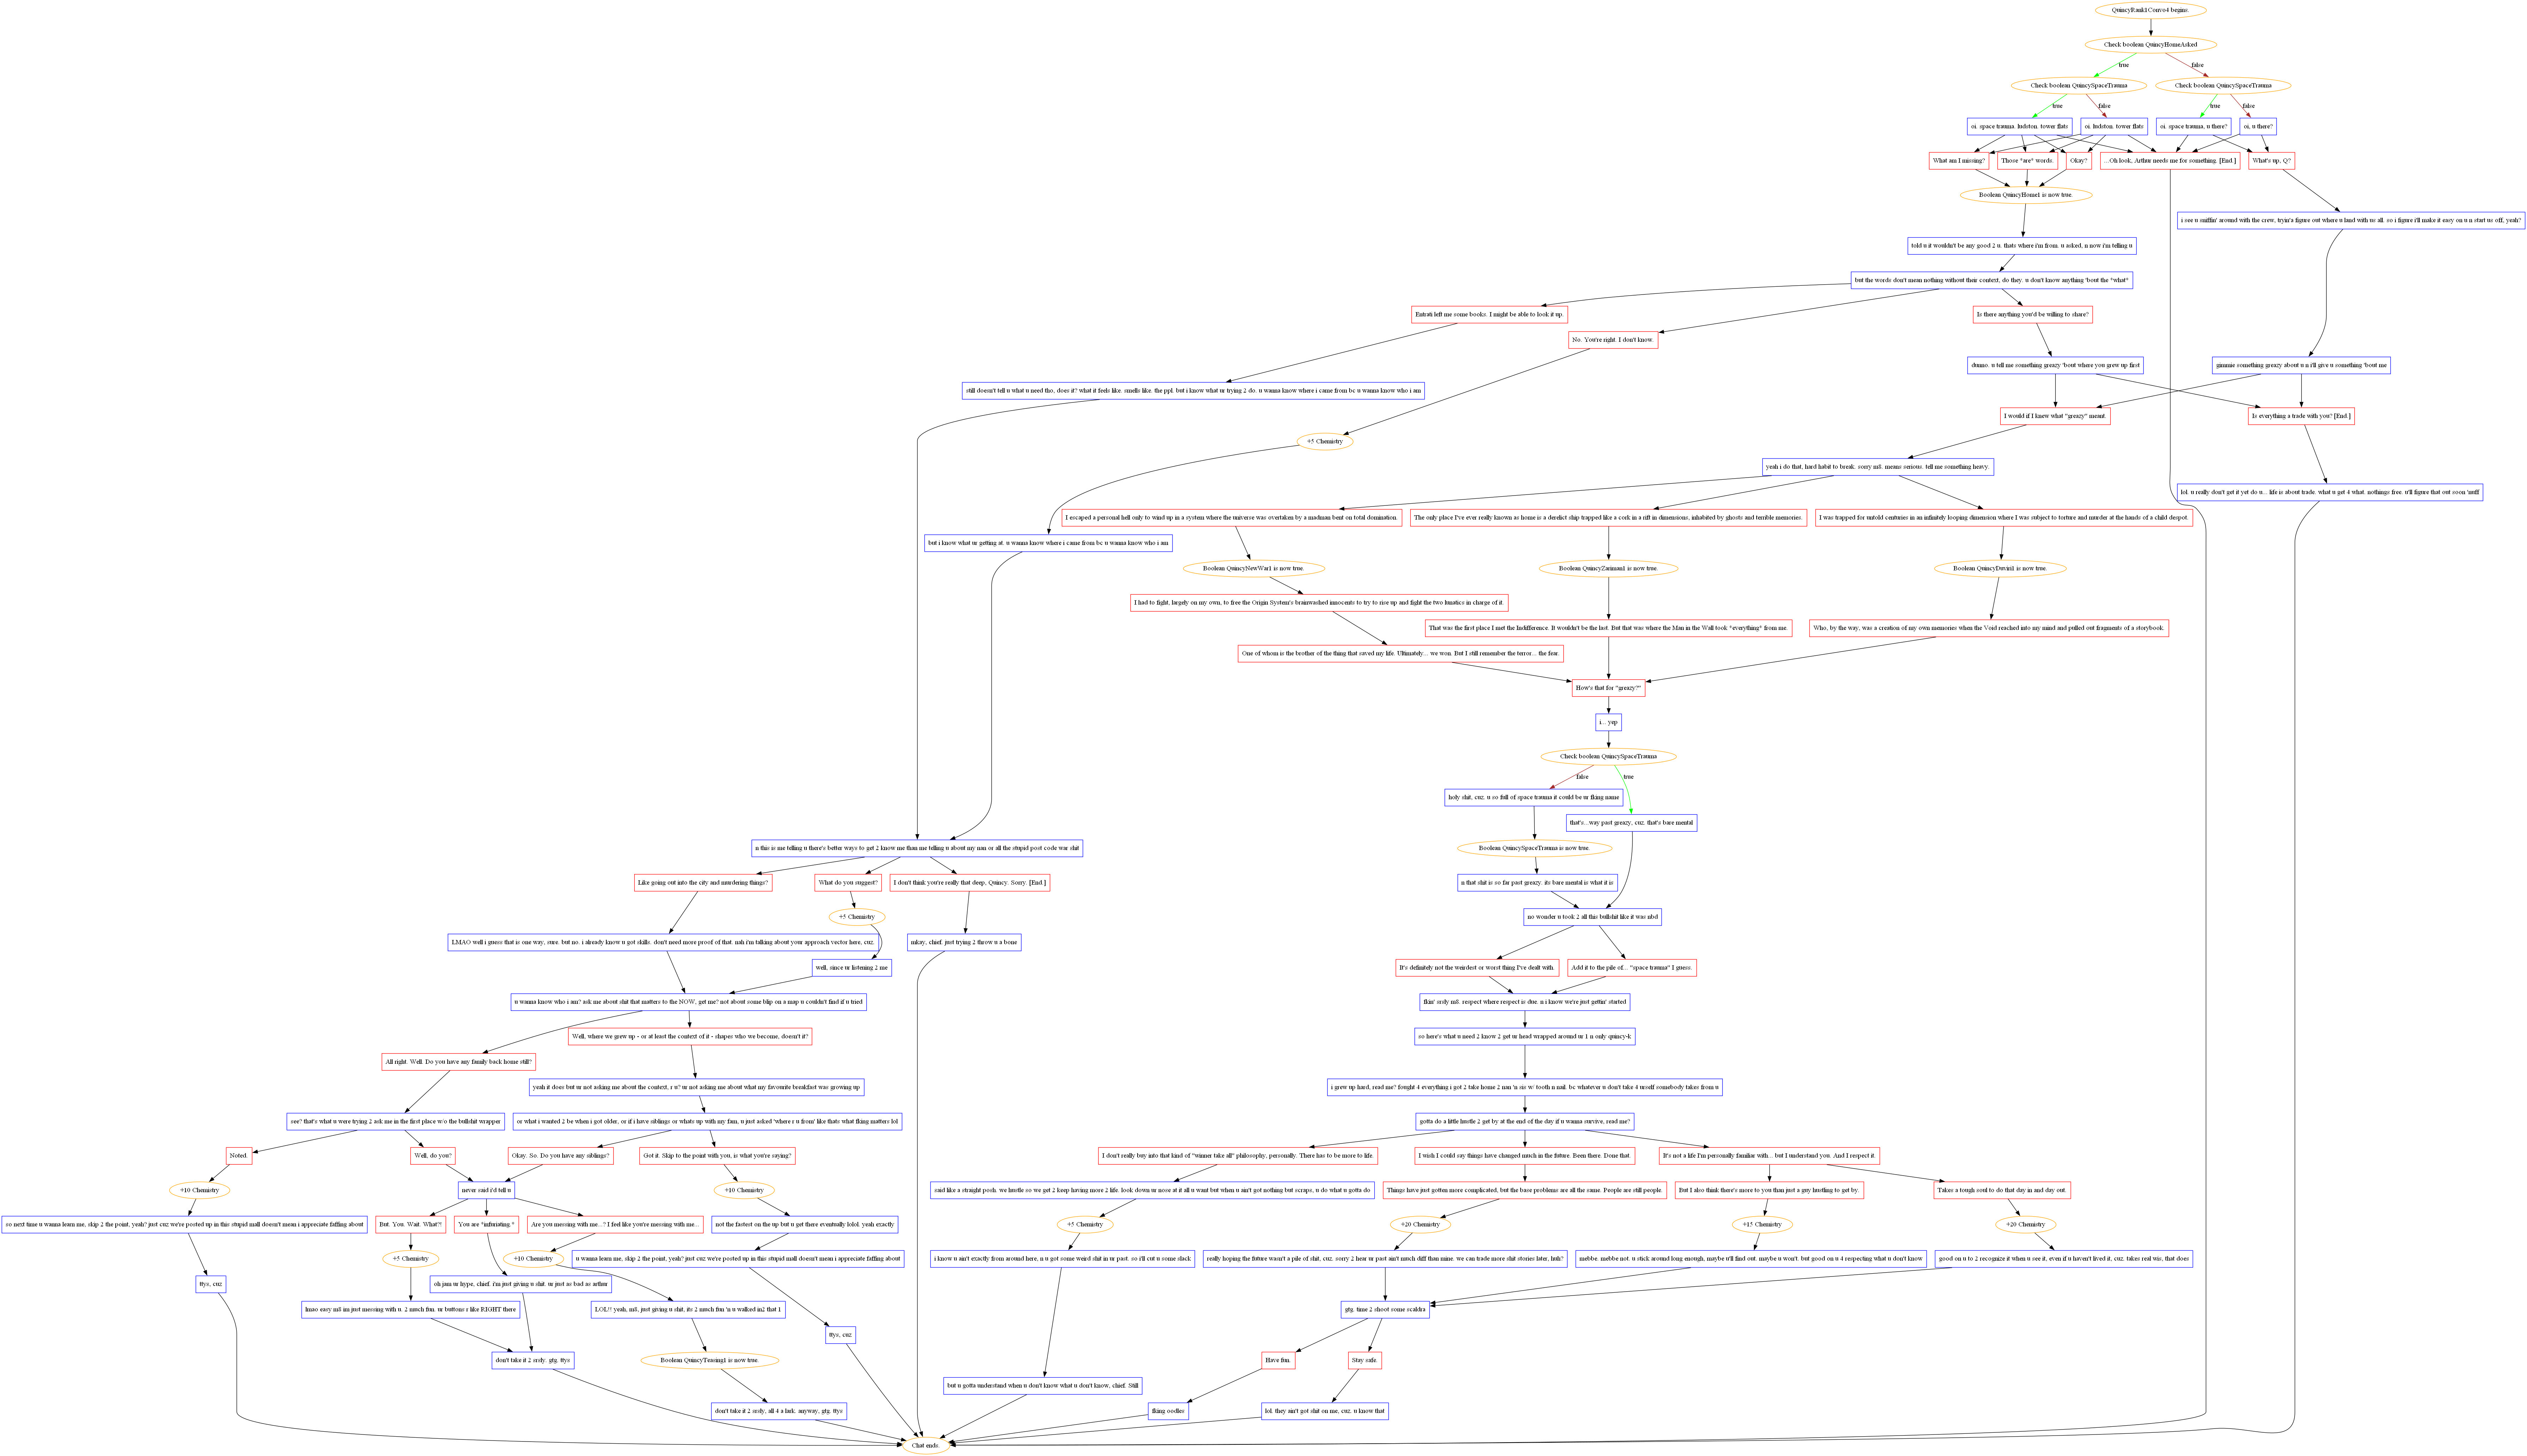 QuincyRank1Convo4 begins.
Check boolean QuincyHomeAsked
true
false
Check boolean QuincySpaceTrauma
Check boolean QuincySpaceTrauma
true
false
true
false
oi. space trauma. ludston. tower flats
oi. ludston. tower flats
oi. space trauma, u there?
oi, u there?
What am I missing?
Those *are* words.
Okay?
...Oh look, Arthur needs me for something. [End.]
What's up, Q?
Boolean QuincyHome1 is now true.
i see u sniffin' around with the crew, tryin'a figure out where u land with us all. so i figure i'll make it easy on u n start us off, yeah?
told u it wouldn't be any good 2 u. thats where i'm from. u asked, n now i'm telling u
but the words don't mean nothing without their context, do they. u don't know anything 'bout the *what*
Entrati left me some books. I might be able to look it up.
Is there anything you'd be willing to share?
No. You're right. I don't know.
dunno. u tell me something greazy 'bout where you grew up first
gimmie something greazy about u n i'll give u something 'bout me
still doesn't tell u what u need tho, does it? what it feels like. smells like. the ppl. but i know what ur trying 2 do. u wanna know where i came from bc u wanna know who i am
I would if I knew what "greazy" meant.
Is everything a trade with you? [End.]
+5 Chemistry
yeah i do that, hard habit to break. sorry m8. means serious. tell me something heavy.
lol. u really don't get it yet do u... life is about trade. what u get 4 what. nothings free. u'll figure that out soon 'nuff
I escaped a personal hell only to wind up in a system where the universe was overtaken by a madman bent on total domination.
The only place I've ever really known as home is a derelict ship trapped like a cork in a rift in dimensions, inhabited by ghosts and terrible memories.
I was trapped for untold centuries in an infinitely looping dimension where I was subject to torture and murder at the hands of a child despot.
but i know what ur getting at. u wanna know where i came from bc u wanna know who i am
Boolean QuincyNewWar1 is now true.
Boolean QuincyZariman1 is now true.
Boolean QuincyDuviri1 is now true.
I had to fight, largely on my own, to free the Origin System's brainwashed innocents to try to rise up and fight the two lunatics in charge of it.
That was the first place I met the Indifference. It wouldn't be the last. But that was where the Man in the Wall took *everything* from me.
Who, by the way, was a creation of my own memories when the Void reached into my mind and pulled out fragments of a storybook.
One of whom is the brother of the thing that saved my life. Ultimately... we won. But I still remember the terror... the fear.
How's that for "greazy?"
i... yep
Check boolean QuincySpaceTrauma
false
true
holy shit, cuz. u so full of space trauma it could be ur fking name
that's...way past greazy, cuz. that's bare mental
n this is me telling u there's better ways to get 2 know me than me telling u about my nan or all the stupid post code war shit
Boolean QuincySpaceTrauma is now true.
Like going out into the city and murdering things?
What do you suggest?
I don't think you're really that deep, Quincy. Sorry. [End.]
n that shit is so far past greazy. its bare mental is what it is
+5 Chemistry
no wonder u took 2 all this bullshit like it was nbd
LMAO well i guess that is one way, sure. but no. i already know u got skills. don't need more proof of that. nah i'm talking about your approach vector here, cuz.
mkay, chief. just trying 2 throw u a bone
well, since ur listening 2 me
It's definitely not the weirdest or worst thing I've dealt with.
Add it to the pile of... "space trauma" I guess.
u wanna know who i am? ask me about shit that matters to the NOW, get me? not about some blip on a map u couldn't find if u tried
fkin' srsly m8. respect where respect is due. n i know we're just gettin' started
Well, where we grew up - or at least the context of it - shapes who we become, doesn't it?
so here's what u need 2 know 2 get ur head wrapped around ur 1 n only quincy-k
All right. Well. Do you have any family back home still?
yeah it does but ur not asking me about the context, r u? ur not asking me about what my favourite breakfast was growing up
i grew up hard, read me? fought 4 everything i got 2 take home 2 nan 'n sis w/ tooth n nail. bc whatever u don't take 4 urself somebody takes from u
see? that's what u were trying 2 ask me in the first place w/o the bullshit wrapper
or what i wanted 2 be when i got older, or if i have siblings or whats up with my fam, u just asked 'where r u from' like thats what fking matters lol
gotta do a little hustle 2 get by at the end of the day if u wanna survive, read me?
Noted.
Well, do you?
Okay. So. Do you have any siblings?
Got it. Skip to the point with you, is what you're saying?
I don't really buy into that kind of "winner take all" philosophy, personally. There has to be more to life.
I wish I could say things have changed much in the future. Been there. Done that.
It's not a life I'm personally familiar with... but I understand you. And I respect it.
+10 Chemistry
never said i'd tell u
+10 Chemistry
said like a straight posh. we hustle so we get 2 keep having more 2 life. look down ur nose at it all u want but when u ain't got nothing but scraps, u do what u gotta do
Things have just gotten more complicated, but the base problems are all the same. People are still people.
But I also think there's more to you than just a guy hustling to get by.
Takes a tough soul to do that day in and day out.
so next time u wanna learn me, skip 2 the point, yeah? just cuz we're posted up in this stupid mall doesn't mean i appreciate faffing about
But. You. Wait. What?!
You are *infuriating.*
Are you messing with me...? I feel like you're messing with me...
not the fastest on the up but u get there eventually lolol. yeah exactly
+5 Chemistry
+20 Chemistry
+15 Chemistry
+20 Chemistry
+5 Chemistry
+10 Chemistry
u wanna learn me, skip 2 the point, yeah? just cuz we're posted up in this stupid mall doesn't mean i appreciate faffing about
i know u ain't exactly from around here, n u got some weird shit in ur past. so i'll cut u some slack
really hoping the future wasn't a pile of shit, cuz. sorry 2 hear ur past ain't much diff than mine. we can trade more shit stories later, huh?
mebbe. mebbe not. u stick around long enough, maybe u'll find out. maybe u won't. but good on u 4 respecting what u don't know
good on u to 2 recognize it when u see it, even if u haven't lived it, cuz. takes real wis, that does
ttys, cuz
oh jam ur hype, chief. i'm just giving u shit. ur just as bad as arthur
lmao easy m8 im just messing with u. 2 much fun. ur buttons r like RIGHT there
LOL!! yeah, m8. just giving u shit, its 2 much fun 'n u walked in2 that 1
gtg. time 2 shoot some scaldra
ttys, cuz
don't take it 2 srsly. gtg. ttys
Boolean QuincyTeasing1 is now true.
Have fun.
Stay safe.
but u gotta understand when u don't know what u don't know, chief. Still
don't take it 2 srsly, all 4 a lark. anyway, gtg. ttys
fking oodles
lol. they ain't got shit on me, cuz. u know that
Chat ends.